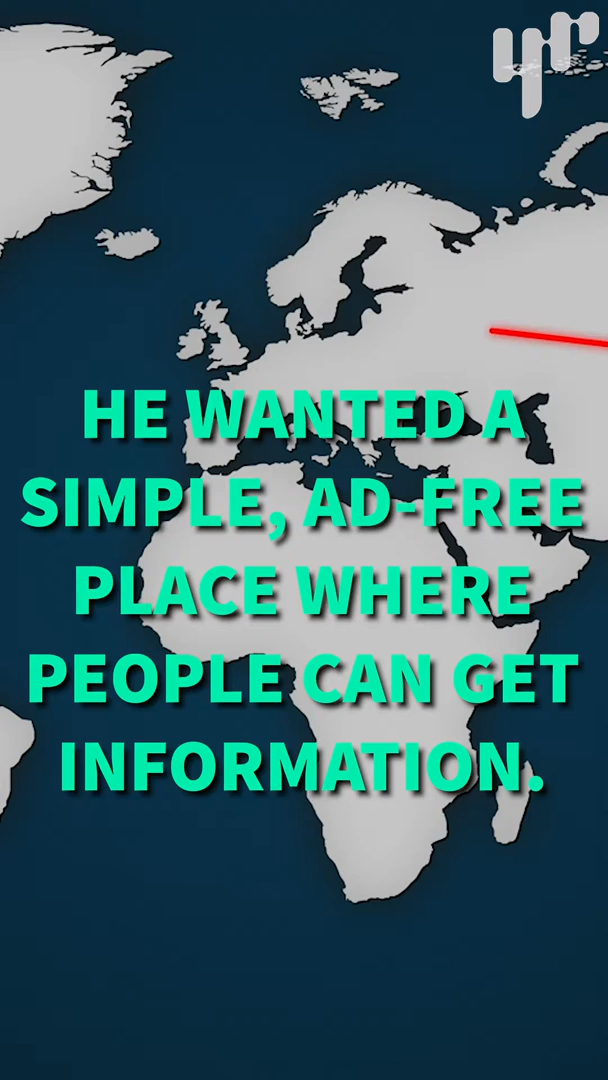 HE WANTED A
SIMPLE, AD-FREE
PLACE WHERE
PEOPLE CAN GET
INFORMATION.